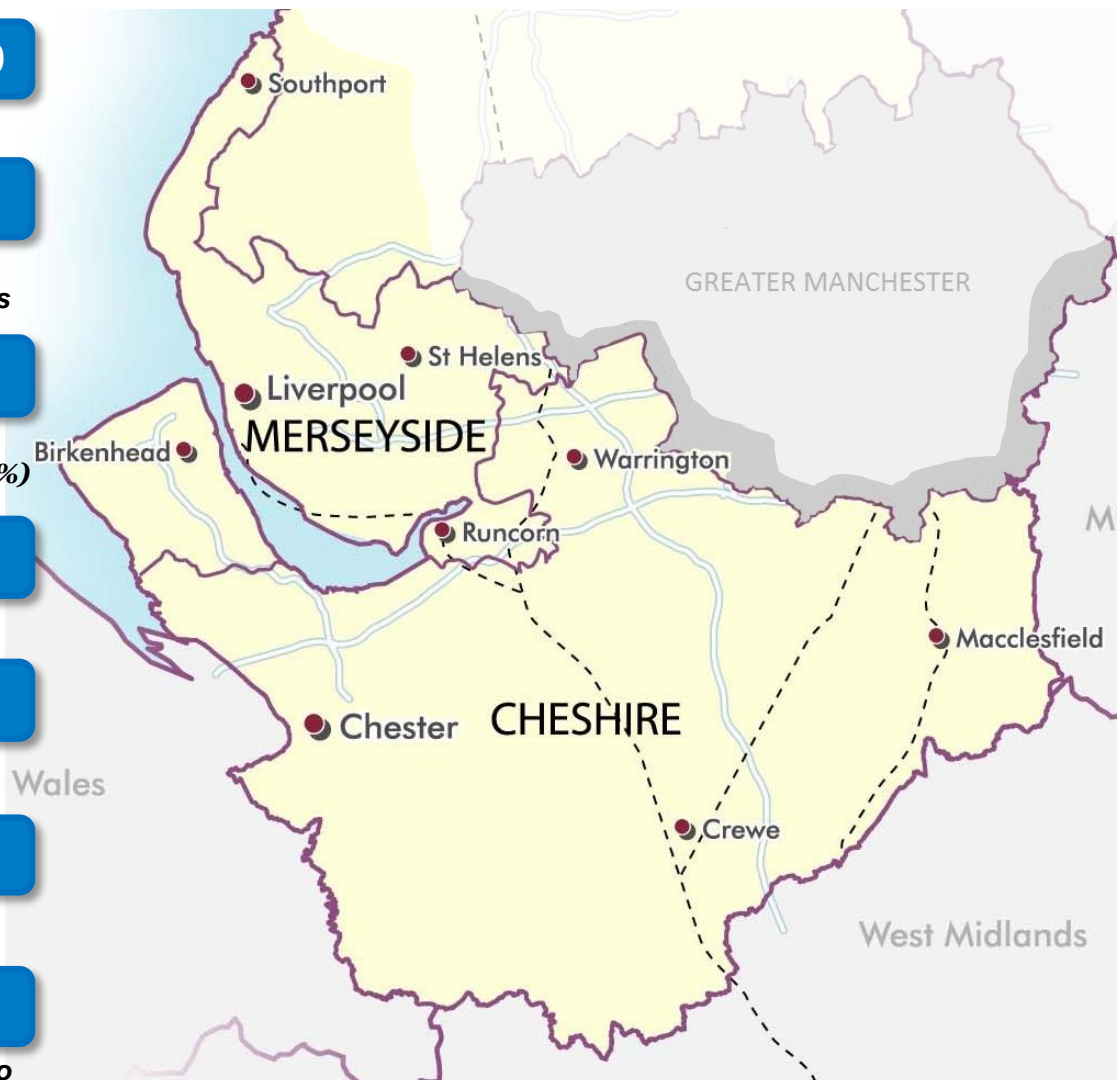 )
Southport
s
GREATER MANCHESTER
St Helens
Liverpool
MERSEYSIDE
Birkenhead
Warrington
%)
Runcorn
M
Macclesfield
CHESHIRE
Chester
Wales
Crewe
West Midlands
o